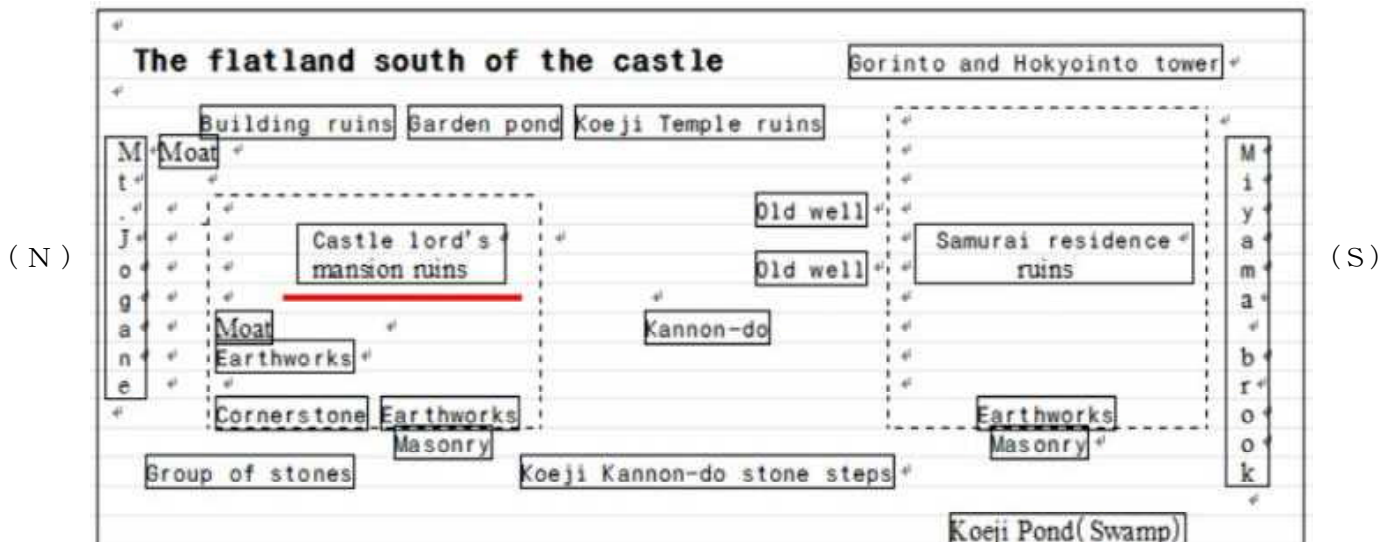 The flatland south of the castle
Gorinto and Hokyointo tower
Building ruins
Garden pond
Koeji Temple ruins
Mt.Jogane
Moat
Miyama brook
Old well
(N)
Castle lord's
mansion ruins
Old well
Samurai residence
ruins
(S)
Moat
Kannon-do
Earthworks
Cornerstone
Earthworks
Earthworks
Masonry
Masonry
Group of stones
Koeji Kannon-do stone steps
Koeji Pond(Swamp)